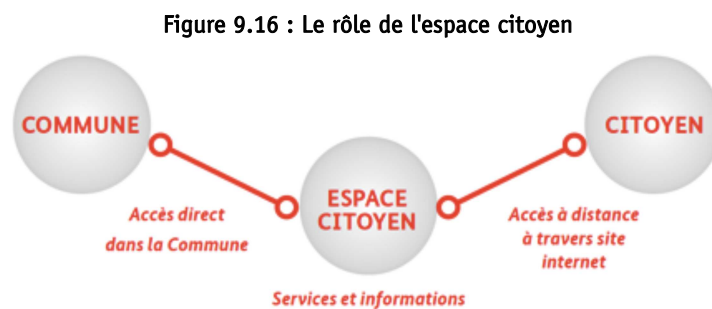 Figure 9.16 : Le rôle de l'espace citoyen
COMMUNE
CITOYEN
ESPACE
CITOYEN
Accès direct
dans la Commune
Accès à distance
à travers site
internet
Services et informations